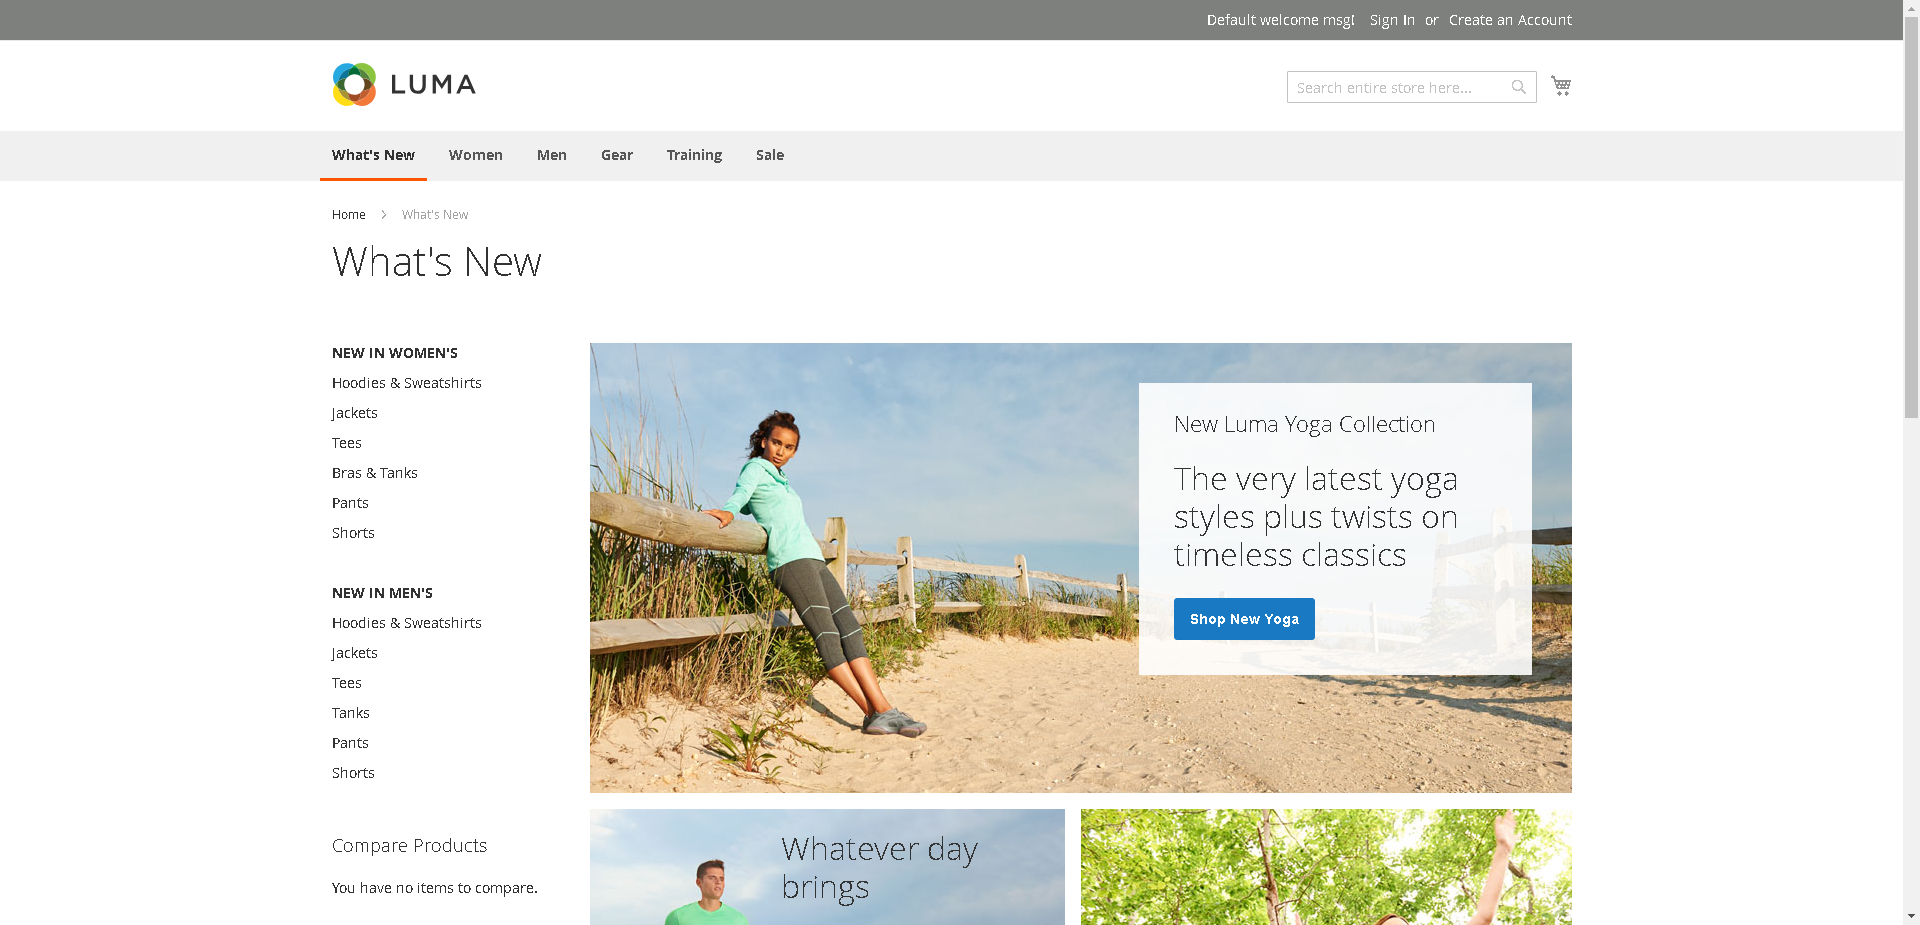 Default welcome msg! Sign In or Create an Account
LUMA
Search entire store here...
What's New Women Men Gear Training Sale
Home > What's New
What's New
NEW IN WOMEN'S
Hoodies & Sweatshirts
Jackets
Tees
Bras & Tanks
Pants
Shorts
NEW IN MEN'S
Hoodies & Sweatshirts
Jackets
Tees
Tanks
Pants
Shorts
Compare Products
You have no items to compare.
New Luma Yoga Collection
The very latest yoga
styles plus twists on
timeless classics
Shop New Yoga
Whatever day
brings